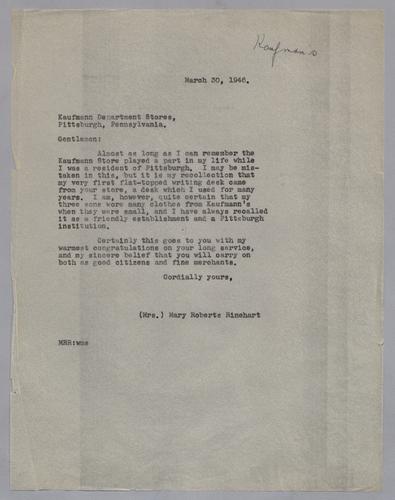 Kaufmann's
March 30, 1946.
Kaufmann Department Stores,
Pittsburgh, Pennsylvania.
Gentlemen:
Almost as long as I can remember the
Kaufmann Store played a part in my life while
I was a resident of Pittsburgh. I may be mis-
taken in this, but it is my recollection that
my very first flat-topped writing desk came
from your store, a desk which I used for many
years. I am, however, quite certain that my
three sons wore many clothes from Kaufmann's
when they were small, and I have always recalled
it as a friendly establishment and a Pittsburgh
institution.
Certainly this goes to you with my
warmest congratulations on your long service,
and my sincere belief that you will carry on
both as good citizens and fine merchants.
Cordially yours,
(Mrs.) Mary Roberts Rinehart
MRR:wms